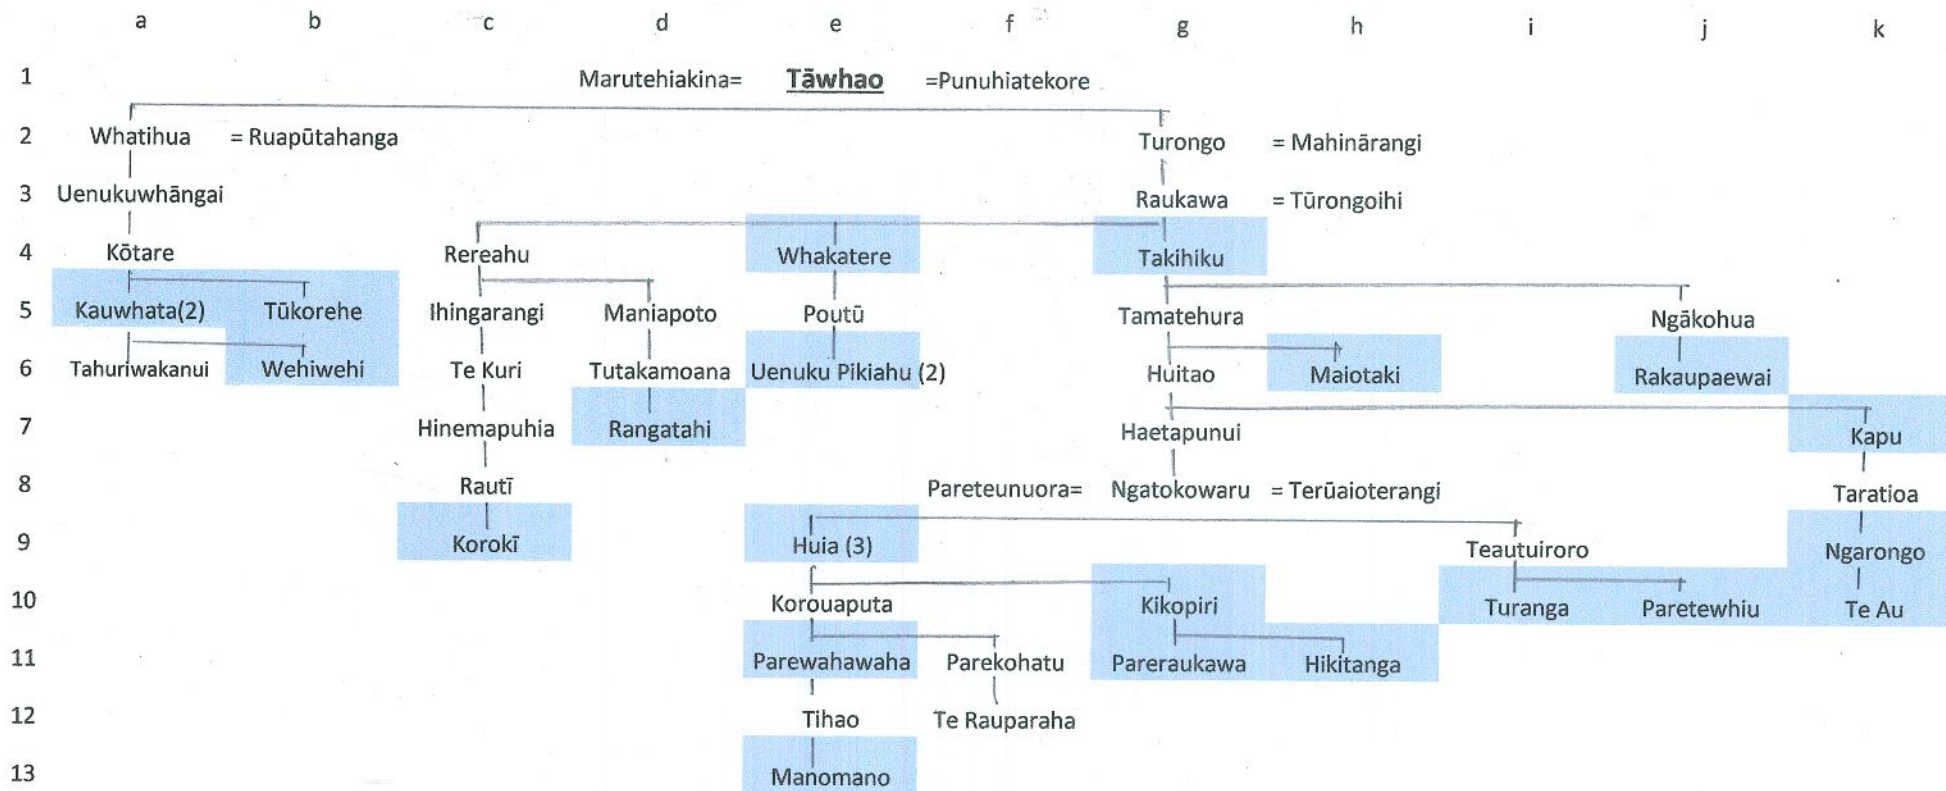 a b c d e f g h i j k
1 Marutehiakina= Tāwhao =Punuhiatekore
2 Whatihua = Ruapūtahanga Turongo = Mahinārangi
3 Uenukuwhāngai Raukawa = Tūrongoihi
4 Kōtare Rereahu Whakatere Takihiku
5 Kauwhata(2) Tūkorehe Ihingarangi Maniapoto Poutū Tamatehura Ngākohua
6 Tahuriwakanui Wehiwehi Te Kuri Tutakamoana Uenuku Pikiahu (2) Huitao Maiotaki Rakaupaewai
7 Hinemapuhia Rangatahi Haetapunui Kapu
8 Rautī Pareteunuora= Ngatokowaru = Terūaioterangi Taratioa
9 Korokī Huia (3) Teautuiroro Ngarongo
10 Korouaputa Kikopiri Turanga Paretewhiu Te Au
11 Parewahawaha Parekohatu Pareraukawa Hikitanga
12 Tihao Te Rauparaha
13 Manomano